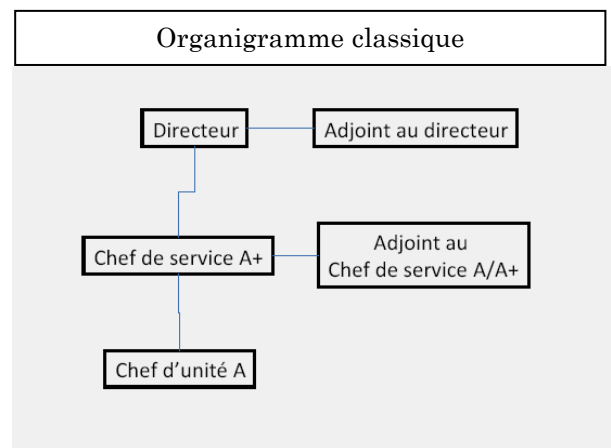 Organigramme classique
Directeur
Adjoint au directeur
Chef de service A+
Adjoint au
Chef de service A/A+
Chef d'unité A